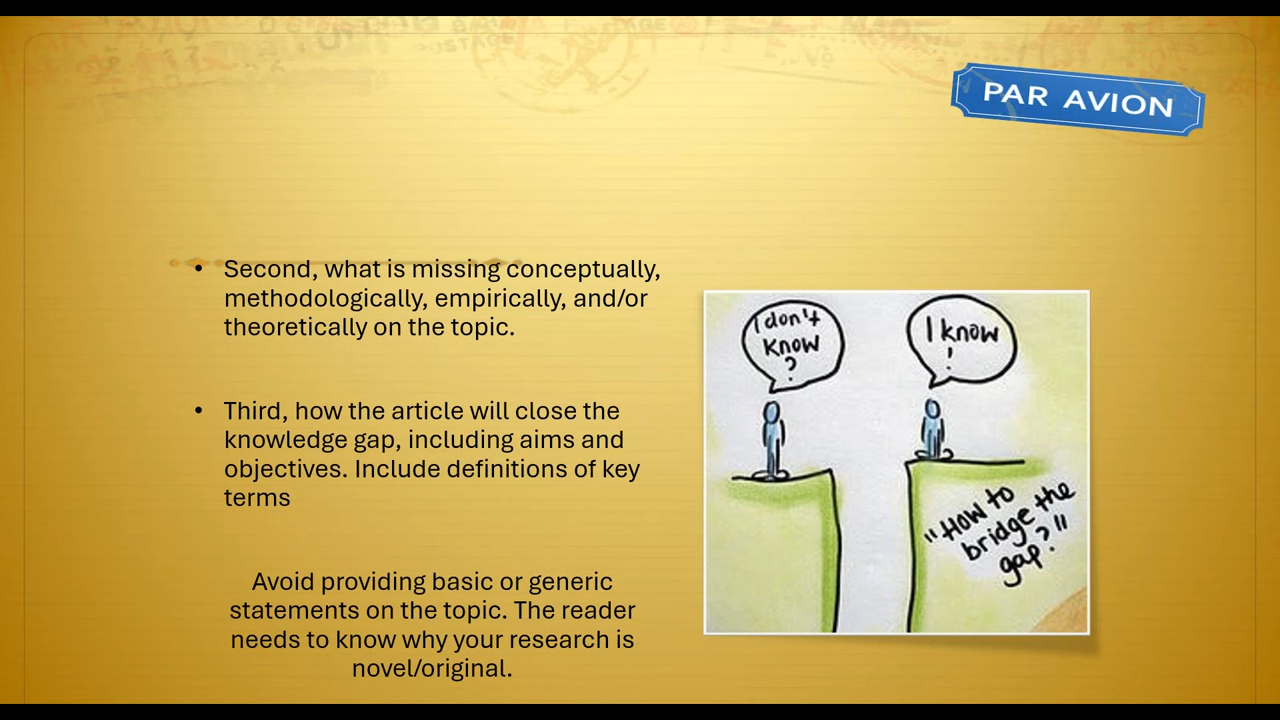 PAR AVION
• Second, what is missing conceptually,
methodologically, empirically, and/or
theoretically on the topic.
• Third, how the article will close the
knowledge gap, including aims and
objectives. Include definitions of key
terms
Avoid providing basic or generic
statements on the topic. The reader
needs to know why your research is
novel/original.
I don't
know
?
I know
!
"How to
bridge the
gap?"